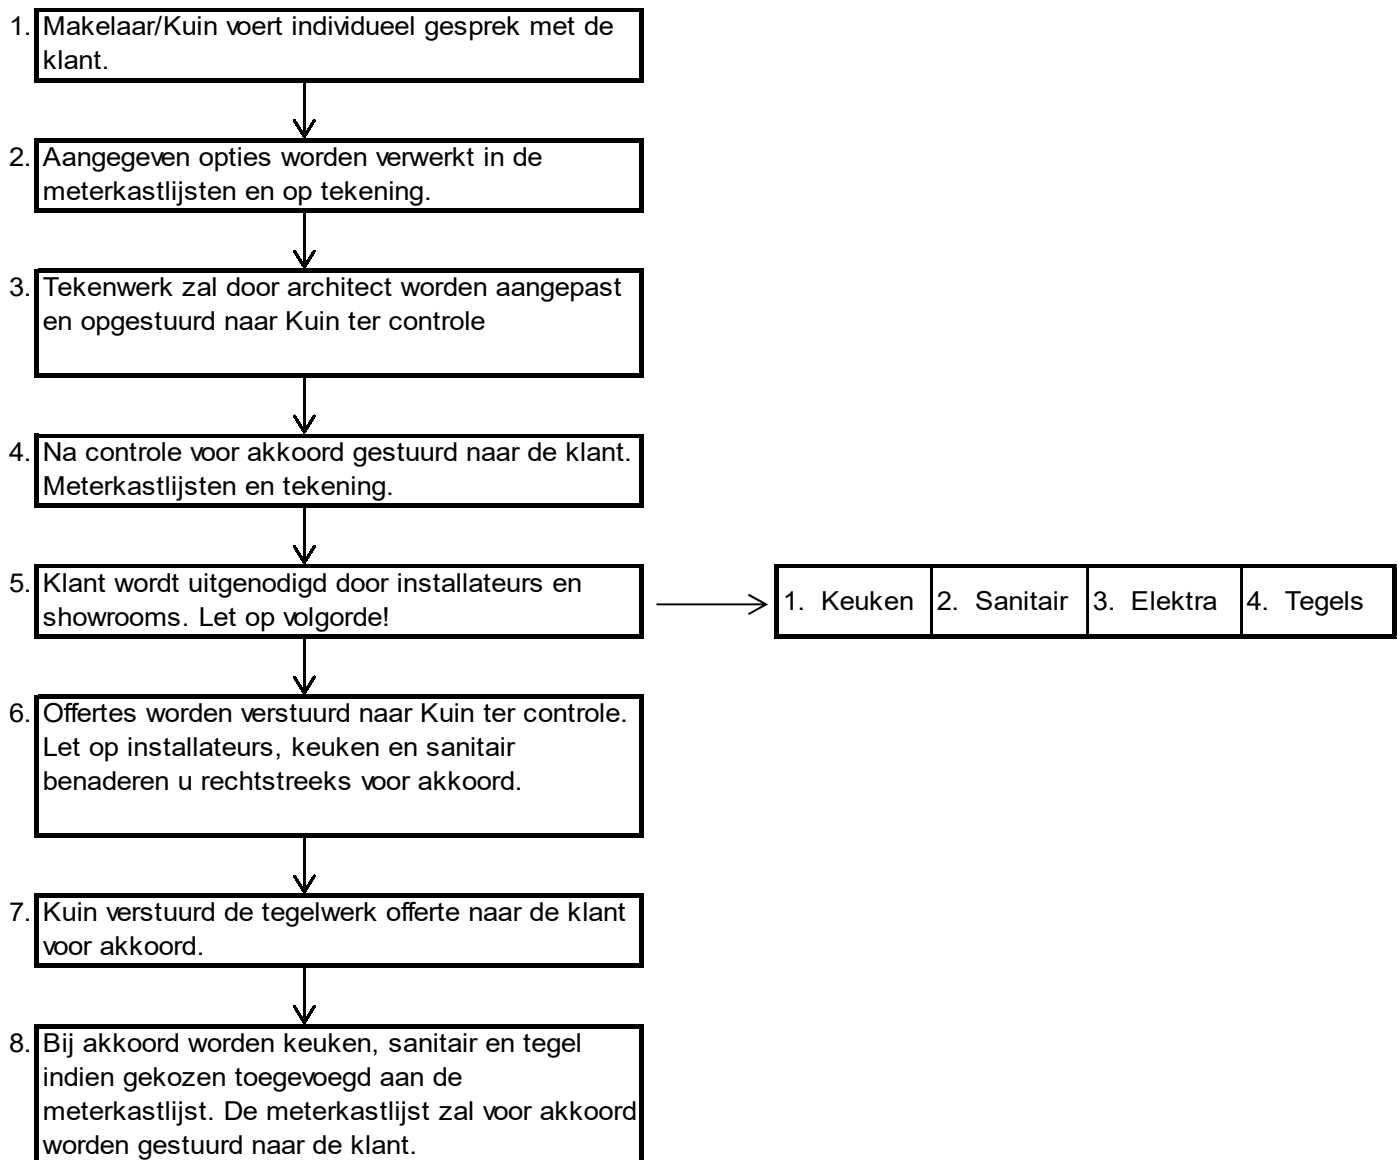 1. Makelaar/Kuin voert individueel gesprek met de
klant.
2. Aangegeven opties worden verwerkt in de
meterkastlijsten en op tekening.
3. Tekenwerk zal door architect worden aangepast
en opgestuurd naar Kuin ter controle
4. Na controle voor akkoord gestuurd naar de klant.
Meterkastlijsten en tekening.
5. Klant wordt uitgenodigd door installateurs en
showrooms. Let op volgorde!
1. Keuken 2. Sanitair 3. Elektra 4. Tegels
6. Offertes worden verstuurd naar Kuin ter controle.
Let op installateurs, keuken en sanitair
benaderen u rechtstreeks voor akkoord.
7. Kuin verstuurd de tegelwerk offerte naar de klant
voor akkoord.
8. Bij akkoord worden keuken, sanitair en tegel
indien gekozen toegevoegd aan de
meterkastlijst. De meterkastlijst zal voor akkoord
worden gestuurd naar de klant.